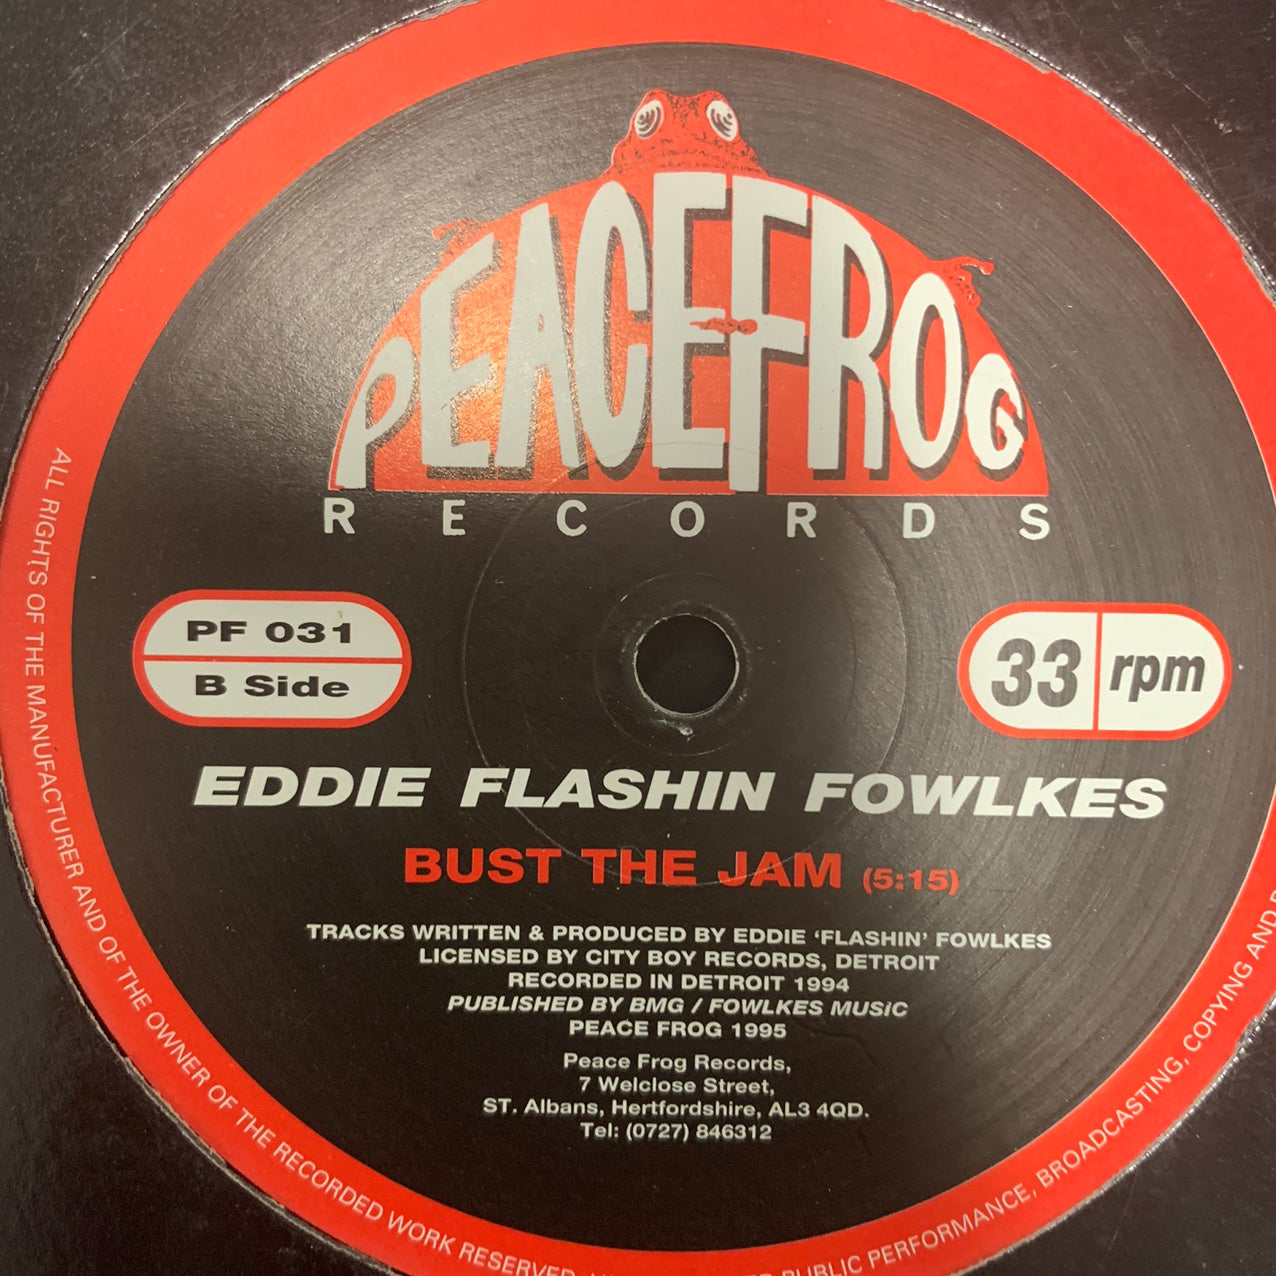 PEACEFROG
RECORDS
PF 031
B Side
33 rpm
EDDIE FLASHIN FOWLKES
BUST THE JAM (5:15)
TRACKS WRITTEN & PRODUCED BY EDDIE ‘FLASHIN’ FOWLKES
LICENSED BY CITY BOY RECORDS, DETROIT
RECORDED IN DETROIT 1994
PUBLISHED BY BMG / FOWLKES MUSiC
PEACE FROG 1995
Peace Frog Records,
7 Welclose Street,
ST. Albans, Hertfordshire, AL3 4QD.
Tel: (0727) 846312
ALL RIGHTS OF THE MANUFACTURER AND OF THE OWNER OF THE RECORDED WORK RESERVED. PUBLIC PERFORMANCE, BROADCASTING, COPYING AND